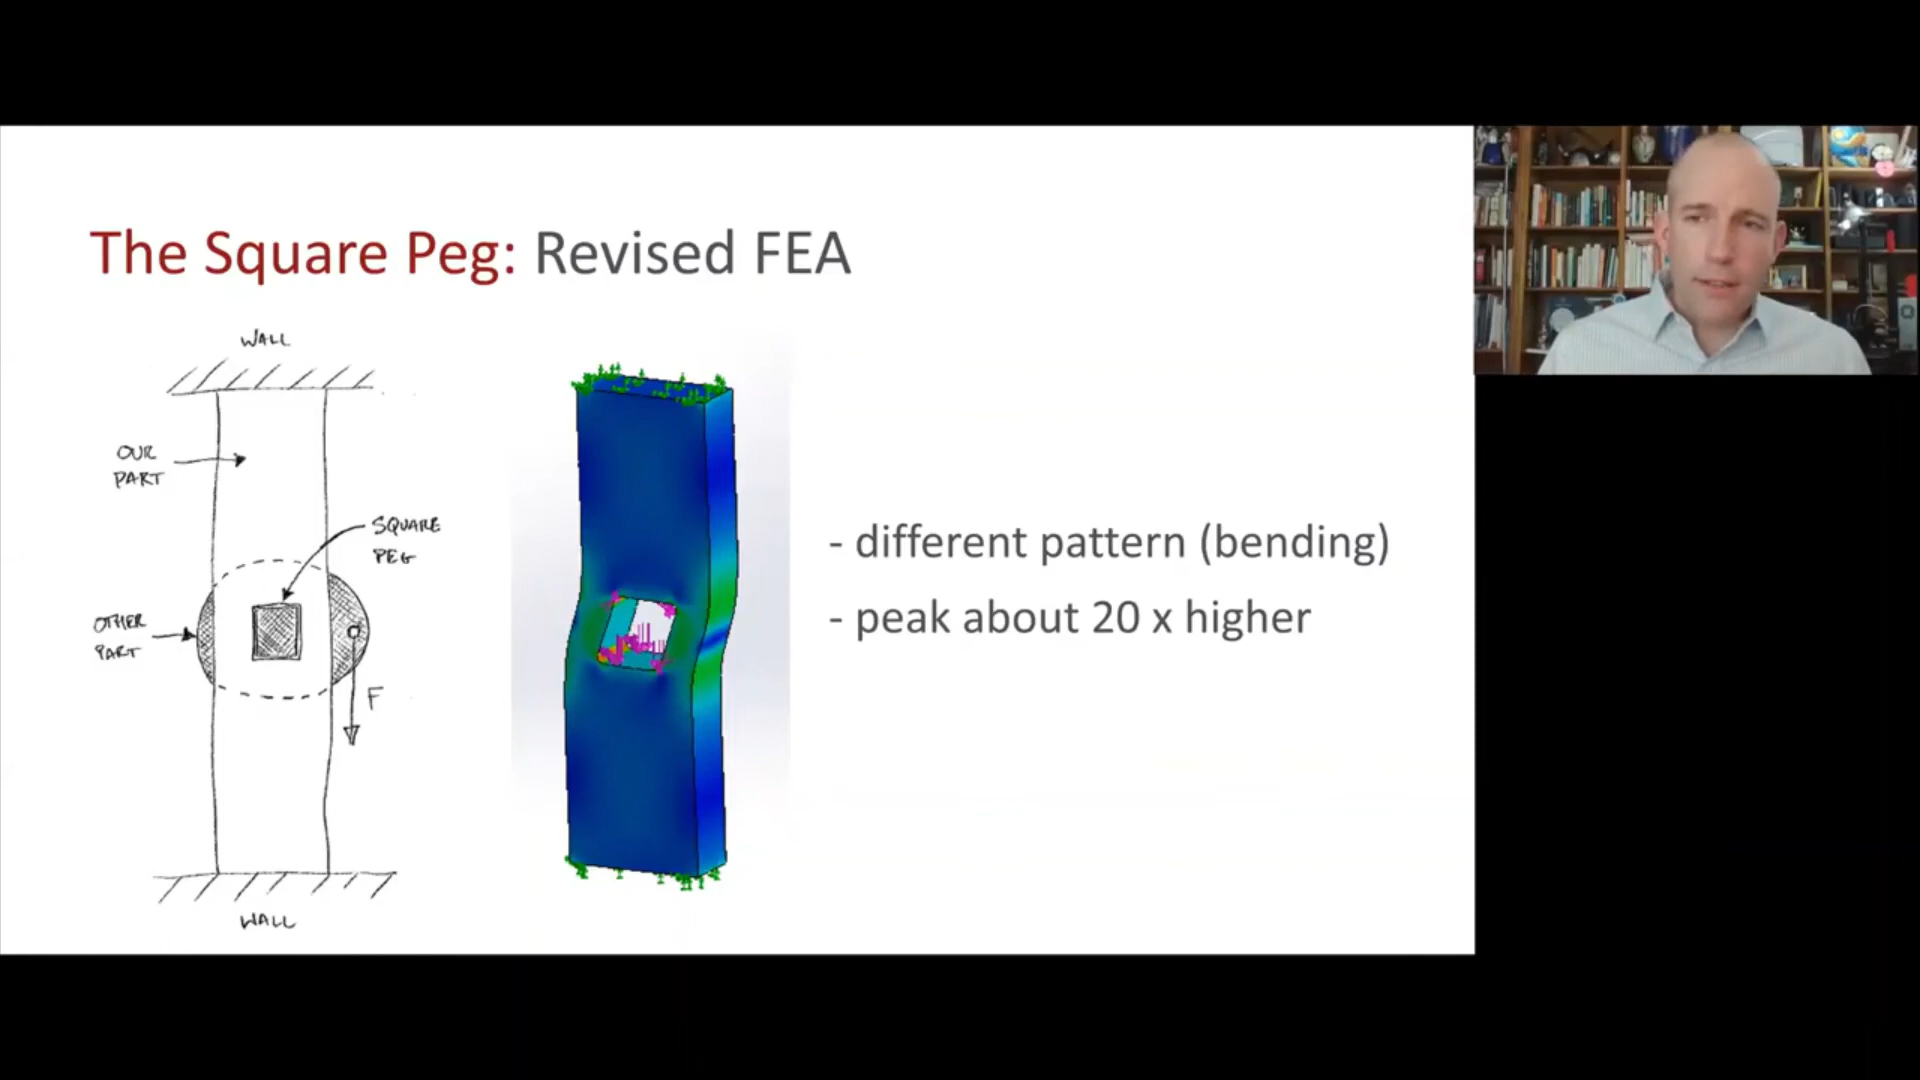 The Square Peg: Revised FEA
WALL
OUR
PART
SQUARE
PEG
OTHER
PART
F
WALL
- different pattern (bending)
- peak about 20 x higher